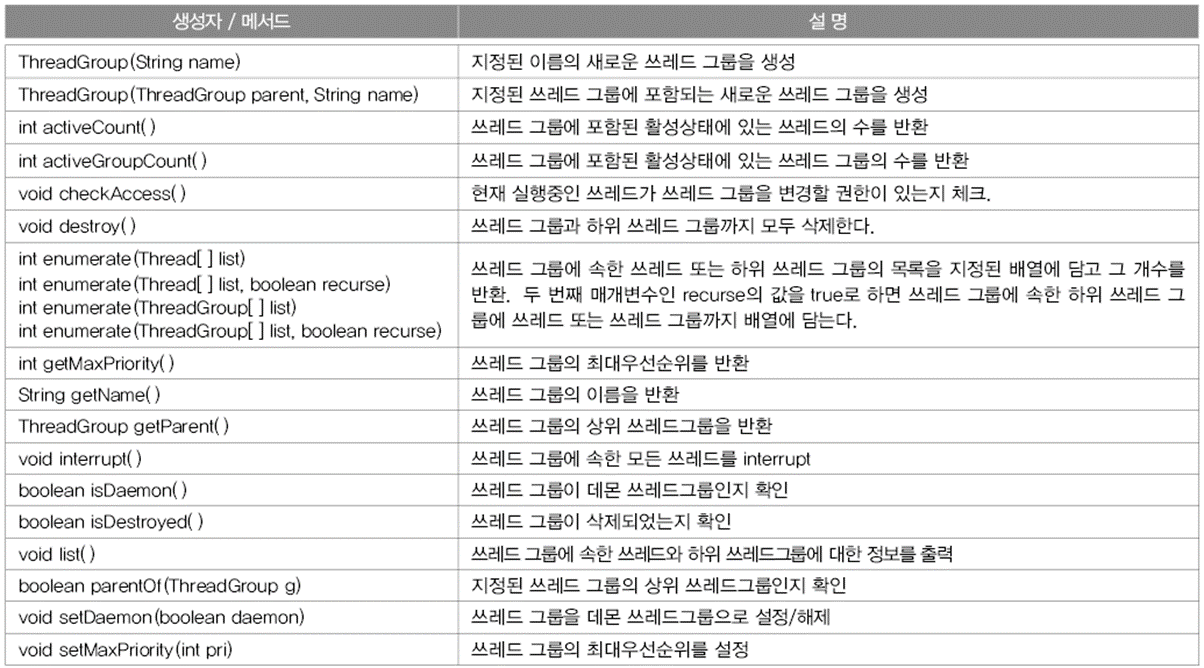 생성자 / 메서드 설 명
ThreadGroup(String name) 지정된 이름의 새로운 쓰레드 그룹을 생성
ThreadGroup(ThreadGroup parent, String name) 지정된 쓰레드 그룹에 포함되는 새로운 쓰레드 그룹을 생성
int activeCount( ) 쓰레드 그룹에 포함된 활성상태에 있는 쓰레드의 수를 반환
int activeGroupCount( ) 쓰레드 그룹에 포함된 활성상태에 있는 쓰레드 그룹의 수를 반환
void checkAccess( ) 현재 실행중인 쓰레드가 쓰레드 그룹을 변경할 권한이 있는지 체크.
void destroy( ) 쓰레드 그룹과 하위 쓰레드 그룹까지 모두 삭제한다.
int enumerate(Thread[ ] list)
int enumerate(Thread[ ] list, boolean recurse)
int enumerate(ThreadGroup[ ] list)
int enumerate(ThreadGroup[ ] list, boolean recurse)
쓰레드 그룹에 속한 쓰레드 또는 하위 쓰레드 그룹의 목록을 지정된 배열에 담고 그 개수를
반환. 두 번째 매개변수인 recurse의 값을 true로 하면 쓰레드 그룹에 속한 하위 쓰레드 그
룹에 쓰레드 또는 쓰레드 그룹까지 배열에 담는다.
int getMaxPriority( ) 쓰레드 그룹의 최대우선순위를 반환
String getName( ) 쓰레드 그룹의 이름을 반환
ThreadGroup getParent( ) 쓰레드 그룹의 상위 쓰레드그룹을 반환
void interrupt( ) 쓰레드 그룹에 속한 모든 쓰레드를 interrupt
boolean isDaemon( ) 쓰레드 그룹이 데몬 쓰레드그룹인지 확인
boolean isDestroyed( ) 쓰레드 그룹이 삭제되었는지 확인
void list( ) 쓰레드 그룹에 속한 쓰레드와 하위 쓰레드그룹에 대한 정보를 출력
boolean parentOf(ThreadGroup g) 지정된 쓰레드 그룹의 상위 쓰레드그룹인지 확인
void setDaemon(boolean daemon) 쓰레드 그룹을 데몬 쓰레드그룹으로 설정/해제
void setMaxPriority(int pri) 쓰레드 그룹의 최대우선순위를 설정